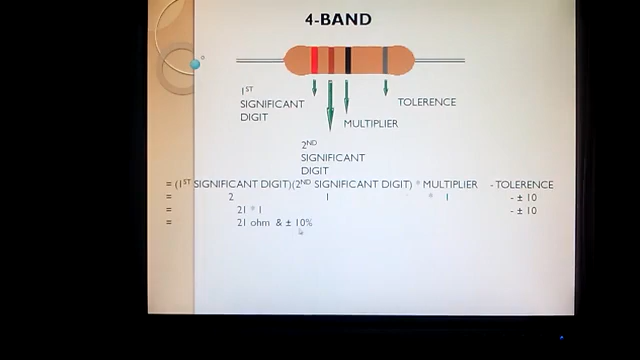 4-BAND
1ST
SIGNIFICANT
DIGIT
TOLERENCE
MULTIPLIER
2ND
SIGNIFICANT
DIGIT
= (1ST SIGNIFICANT DIGIT)(2ND SIGNIFICANT DIGIT) * MULTIPLIER - TOLERENCE
= 2 1 * 1 - ± 10
= 21 * 1 - ± 10
= 21 ohm & ± 10%